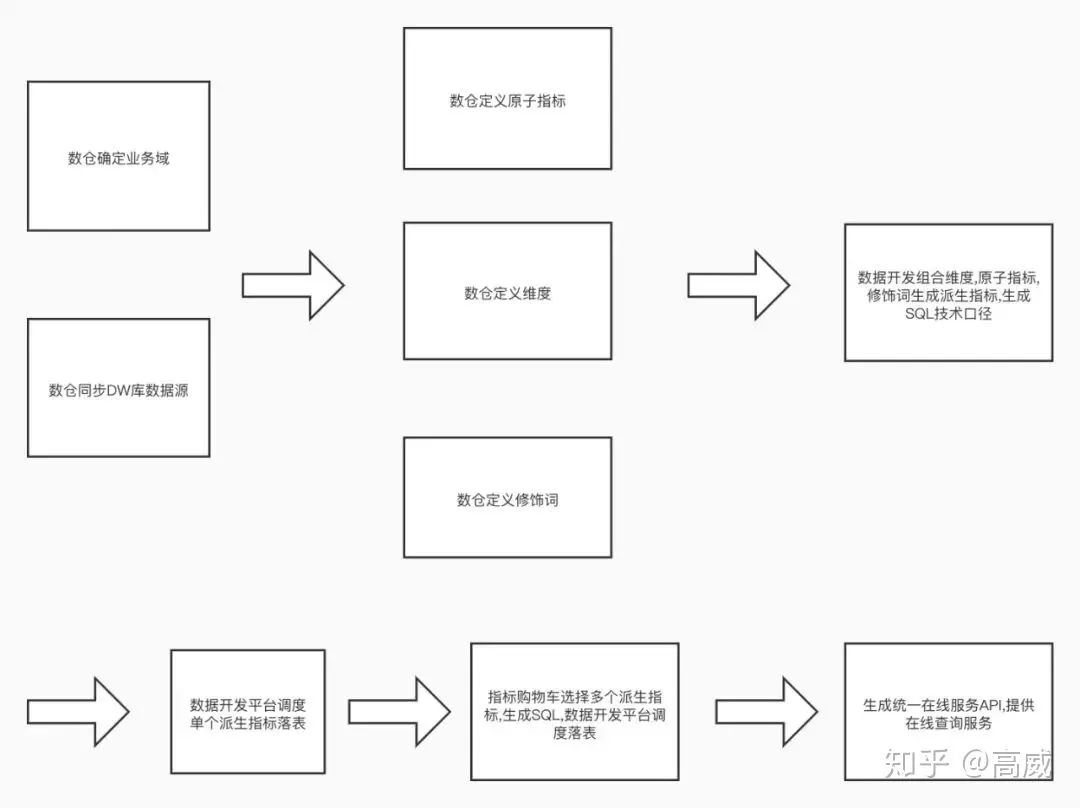 数仓确定业务域
数仓同步DW库数据源
数仓定义原子指标
数仓定义维度
数仓定义修饰词
数据开发组合维度,原子指标,
修饰词生成派生指标,生成
SQL技术口径
数据开发平台调度
单个派生指标落表
指标购物车选择多个派生指
标,生成SQL,数据开发平台调
度落表
生成统一在线服务API,提供
在线查询服务
知乎 @高威